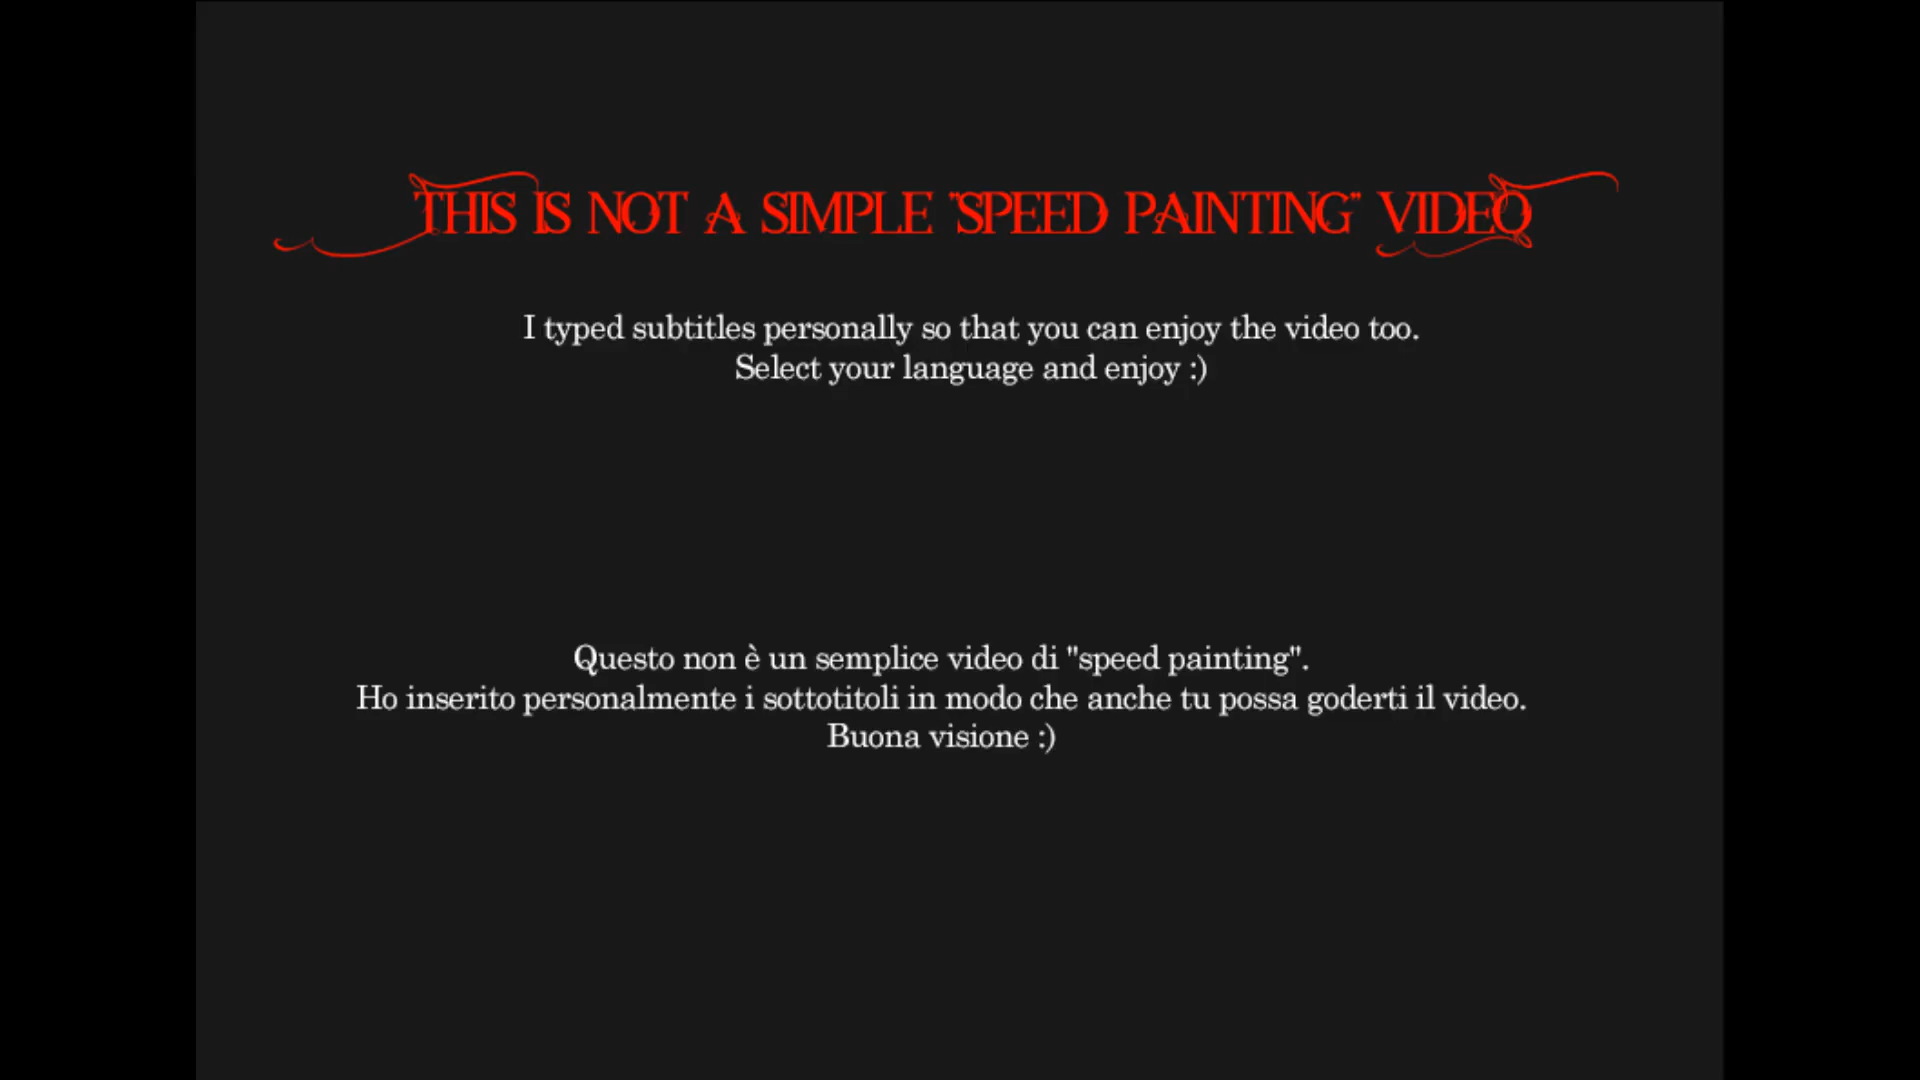 THIS IS NOT A SIMPLE "SPEED PAINTING" VIDEO
I typed subtitles personally so that you can enjoy the video too.
Select your language and enjoy :)
Questo non è un semplice video di "speed painting".
Ho inserito personalmente i sottotitoli in modo che anche tu possa goderti il video.
Buona visione :)